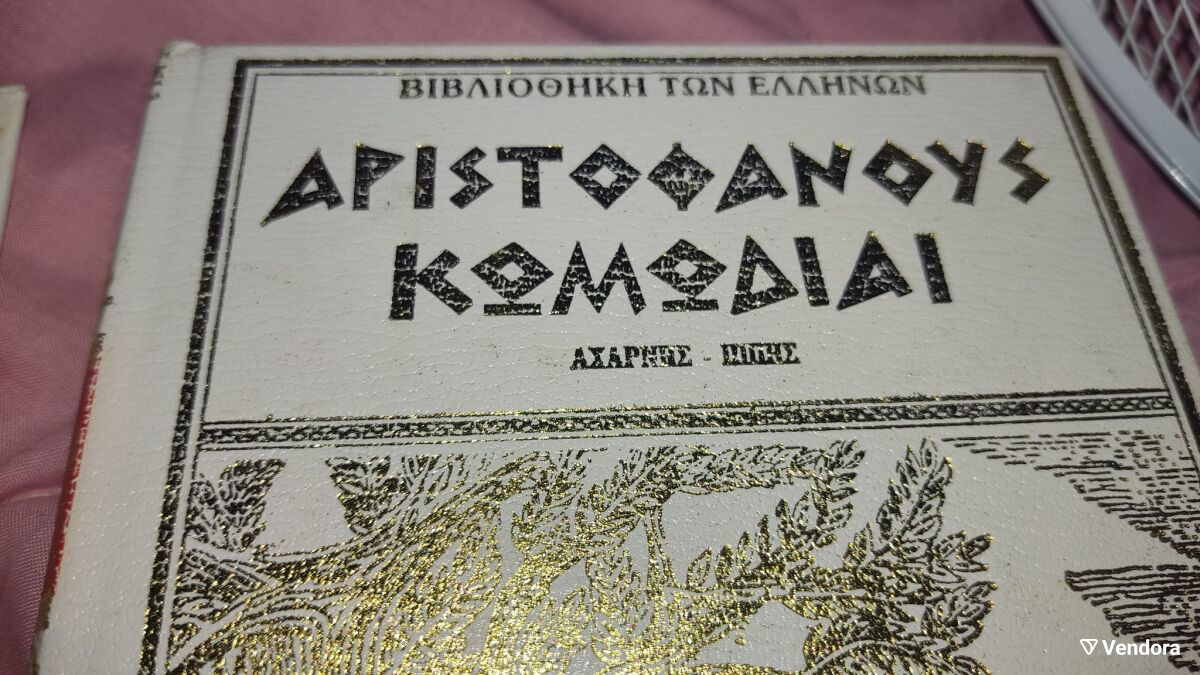 ΒΙΒΛΙΟΘΗΚΗ ΤΩΝ ΕΛΛΗΝΩΝ
ΑΡΙΣΤΟΦΑΝΟΥΣ
ΚΩΜΩΔΙΑΙ
ΑΧΑΡΝΗΣ - ΙΠΠΗΣ
Vendora